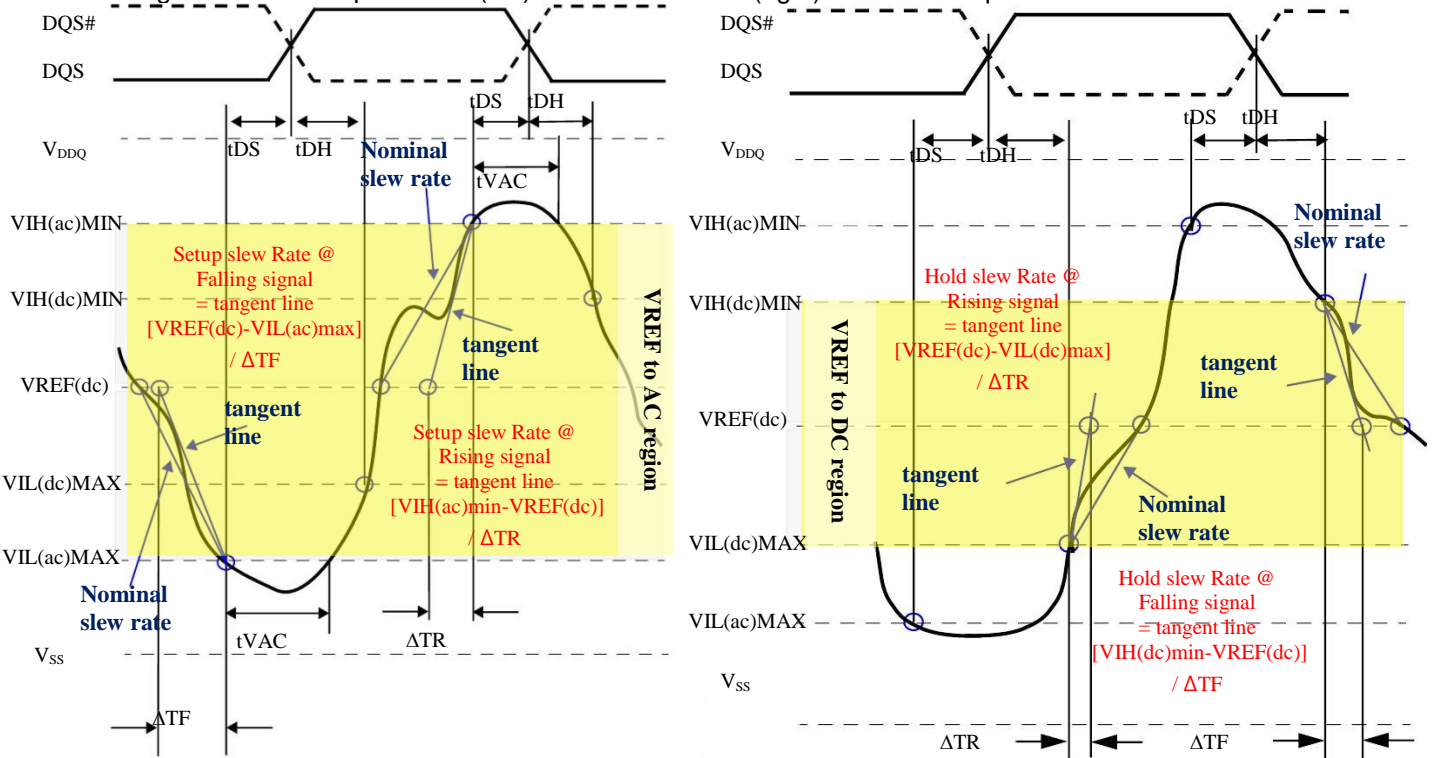 DQS#
DQS
tDS
tDH
tDS
tDH
VDDQ
Nominal
slew rate
tVAC
VIH(ac)MIN
Setup slew Rate @
Falling signal
= tangent line
[VREF(dc)-VIL(ac)max]
/ ΔTF
VIH(dc)MIN
tangent
line
VREF(dc)
tangent
line
Setup slew Rate @
Rising signal
= tangent line
[VIH(ac)min-VREF(dc)]
/ ΔTR
VREF to AC region
VIL(dc)MAX
VIL(ac)MAX
Nominal
slew rate
tVAC
ΔTR
VSS
ΔTF
DQS#
DQS
tDS
tDH
tDS
tDH
VDDQ
VIH(ac)MIN
Nominal
slew rate
Hold slew Rate @
Rising signal
= tangent line
[VREF(dc)-VIL(dc)max]
/ ΔTR
VIH(dc)MIN
VREF to DC region
tangent
line
VREF(dc)
tangent
line
Nominal
slew rate
VIL(dc)MAX
Hold slew Rate @
Falling signal
= tangent line
[VIH(dc)min-VREF(dc)]
/ ΔTF
VIL(ac)MAX
VSS
ΔTR
ΔTF